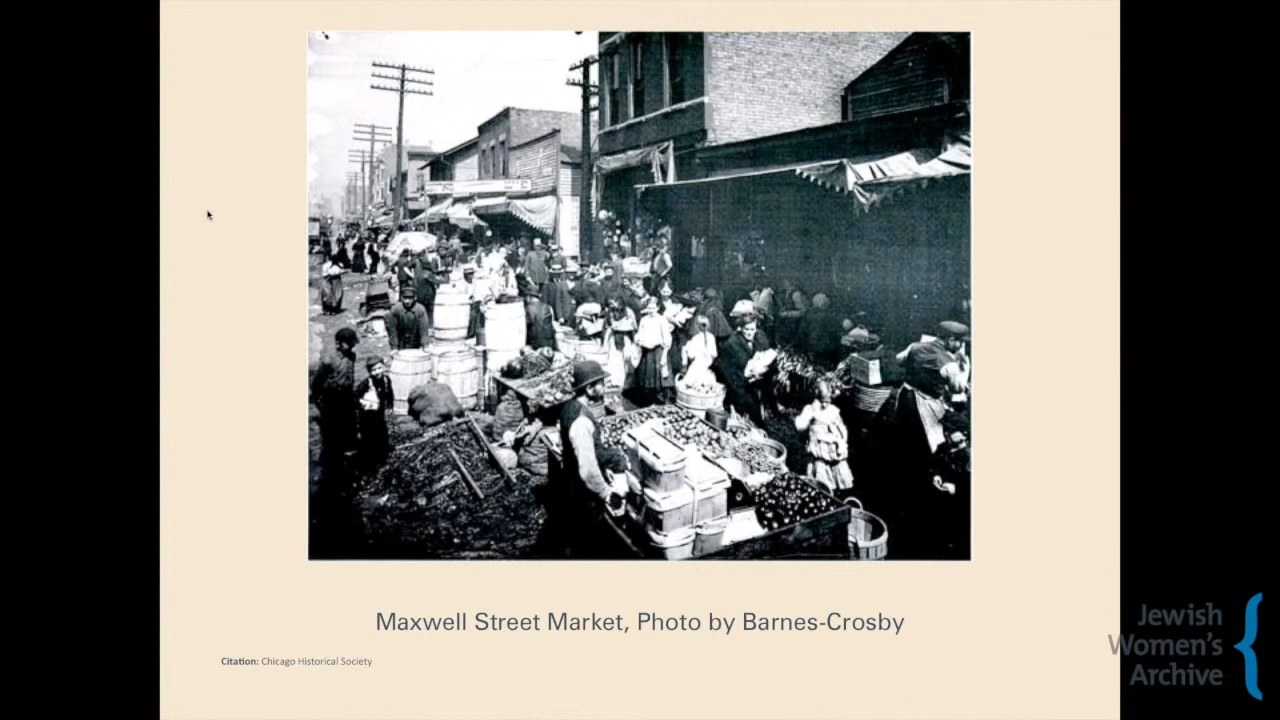 Maxwell Street Market, Photo by Barnes-Crosby
Citation: Chicago Historical Society
Jewish
Women's
Archive